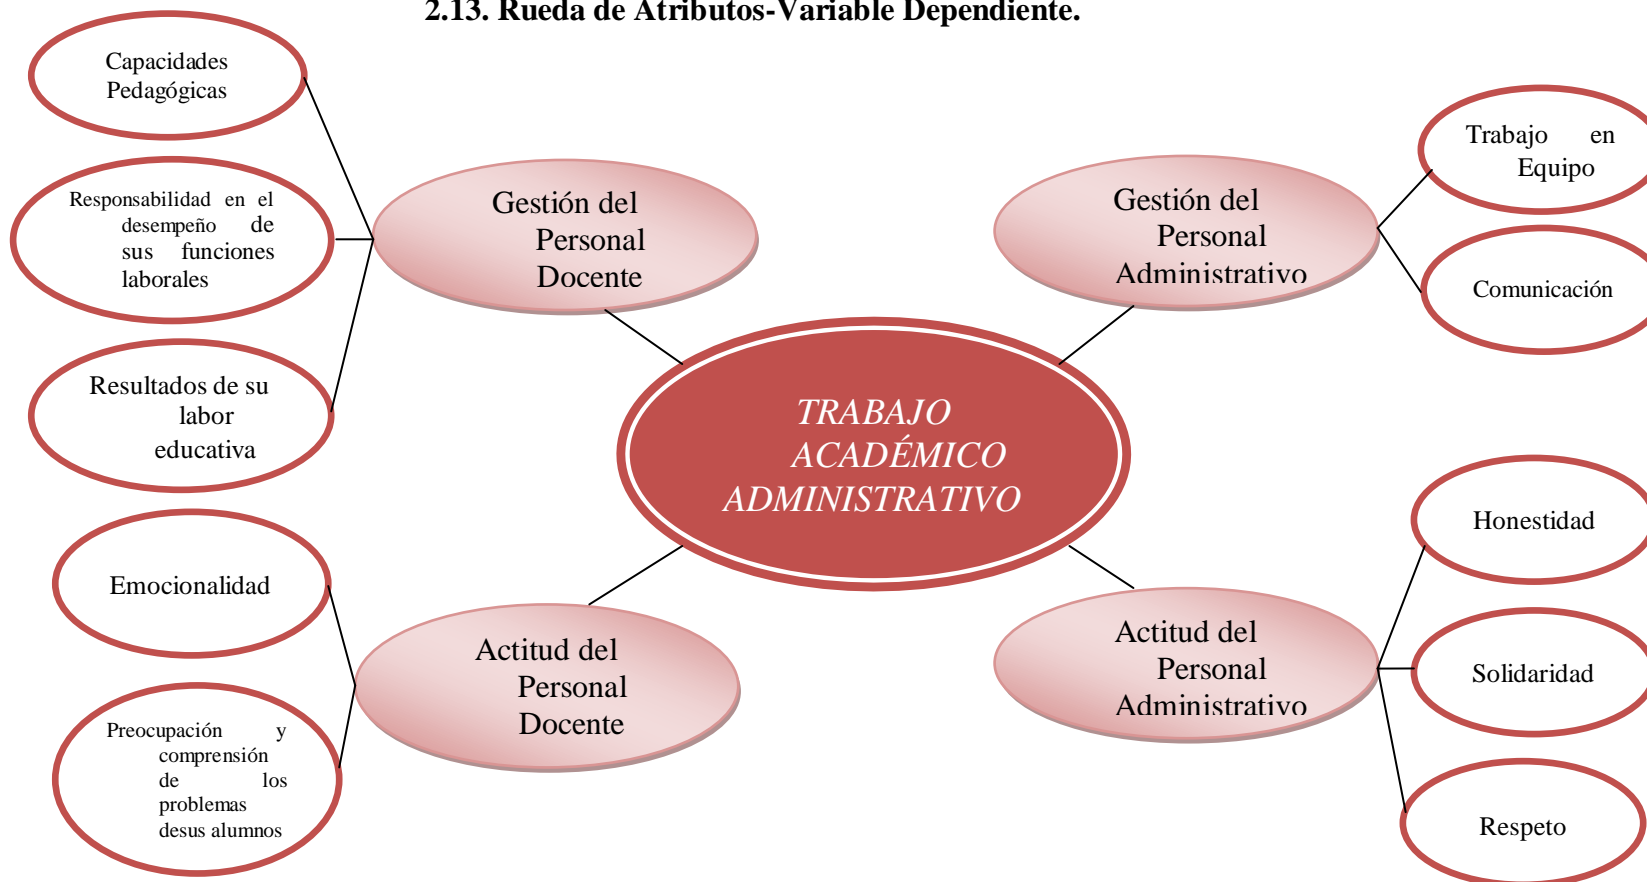 2.13. Rueda de Atributos-Variable Dependiente.
Capacidades
Pedagógicas
Responsabilidad en el
desempeño de
sus funciones
laborales
Resultados de su
labor
educativa
Gestión del
Personal
Docente
Gestión del
Personal
Administrativo
Trabajo en
Equipo
Comunicación
TRABAJO
ACADÉMICO
ADMINISTRATIVO
Emocionalidad
Preocupación y
comprensión
de los
problemas
desus alumnos
Actitud del
Personal
Docente
Actitud del
Personal
Administrativo
Honestidad
Solidaridad
Respeto